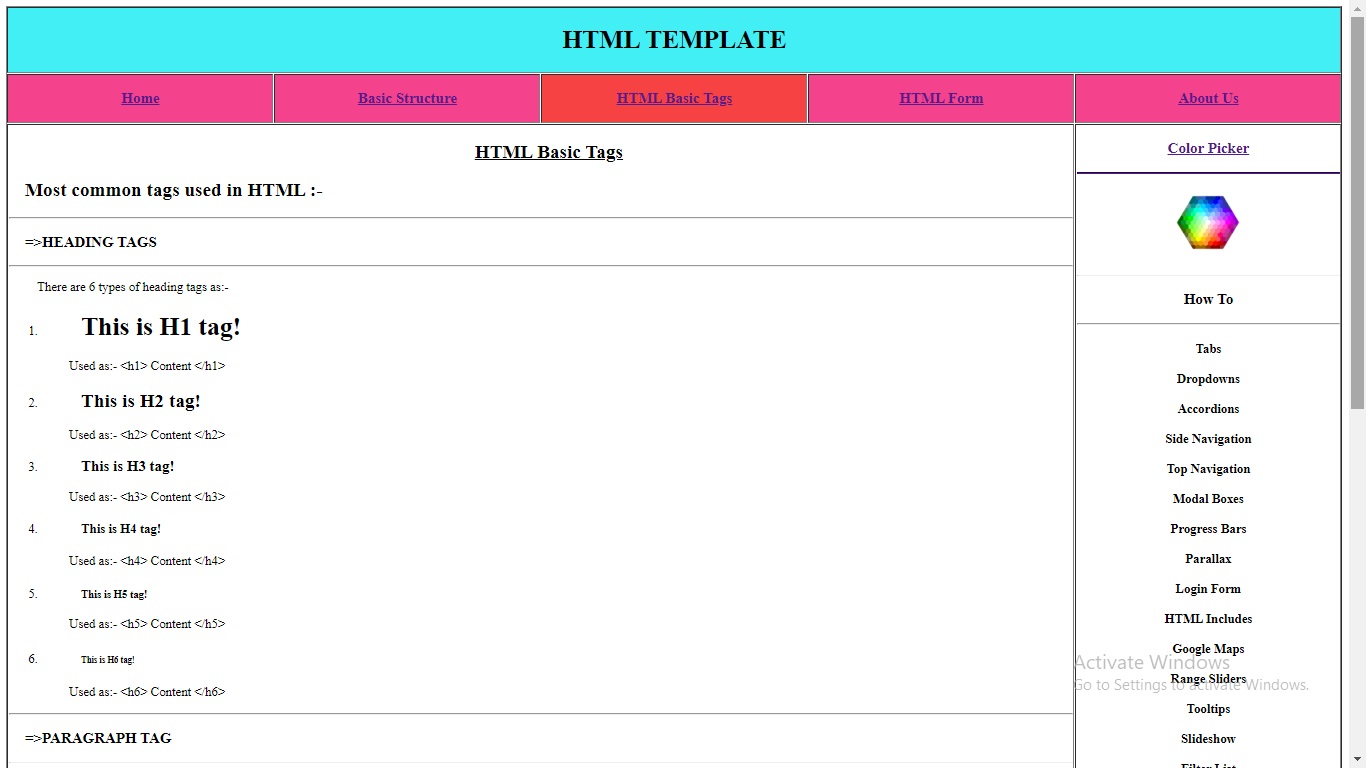 HTML TEMPLATE
Home
Basic Structure
HTML Basic Tags
HTML Form
About Us
HTML Basic Tags
Most common tags used in HTML :-
=>HEADING TAGS
There are 6 types of heading tags as:-
1. This is H1 tag!
Used as:- <h1> Content </h1>
2. This is H2 tag!
Used as:- <h2> Content </h2>
3. This is H3 tag!
Used as:- <h3> Content </h3>
4. This is H4 tag!
Used as:- <h4> Content </h4>
5. This is H5 tag!
Used as:- <h5> Content </h5>
6. This is H6 tag!
Used as:- <h6> Content </h6>
=>PARAGRAPH TAG
Color Picker
How To
Tabs
Dropdowns
Accordions
Side Navigation
Top Navigation
Modal Boxes
Progress Bars
Parallax
Login Form
HTML Includes
Google Maps
Range Sliders
Tooltips
Slideshow
Filter List
Activate Windows
Go to Settings to activate Windows.